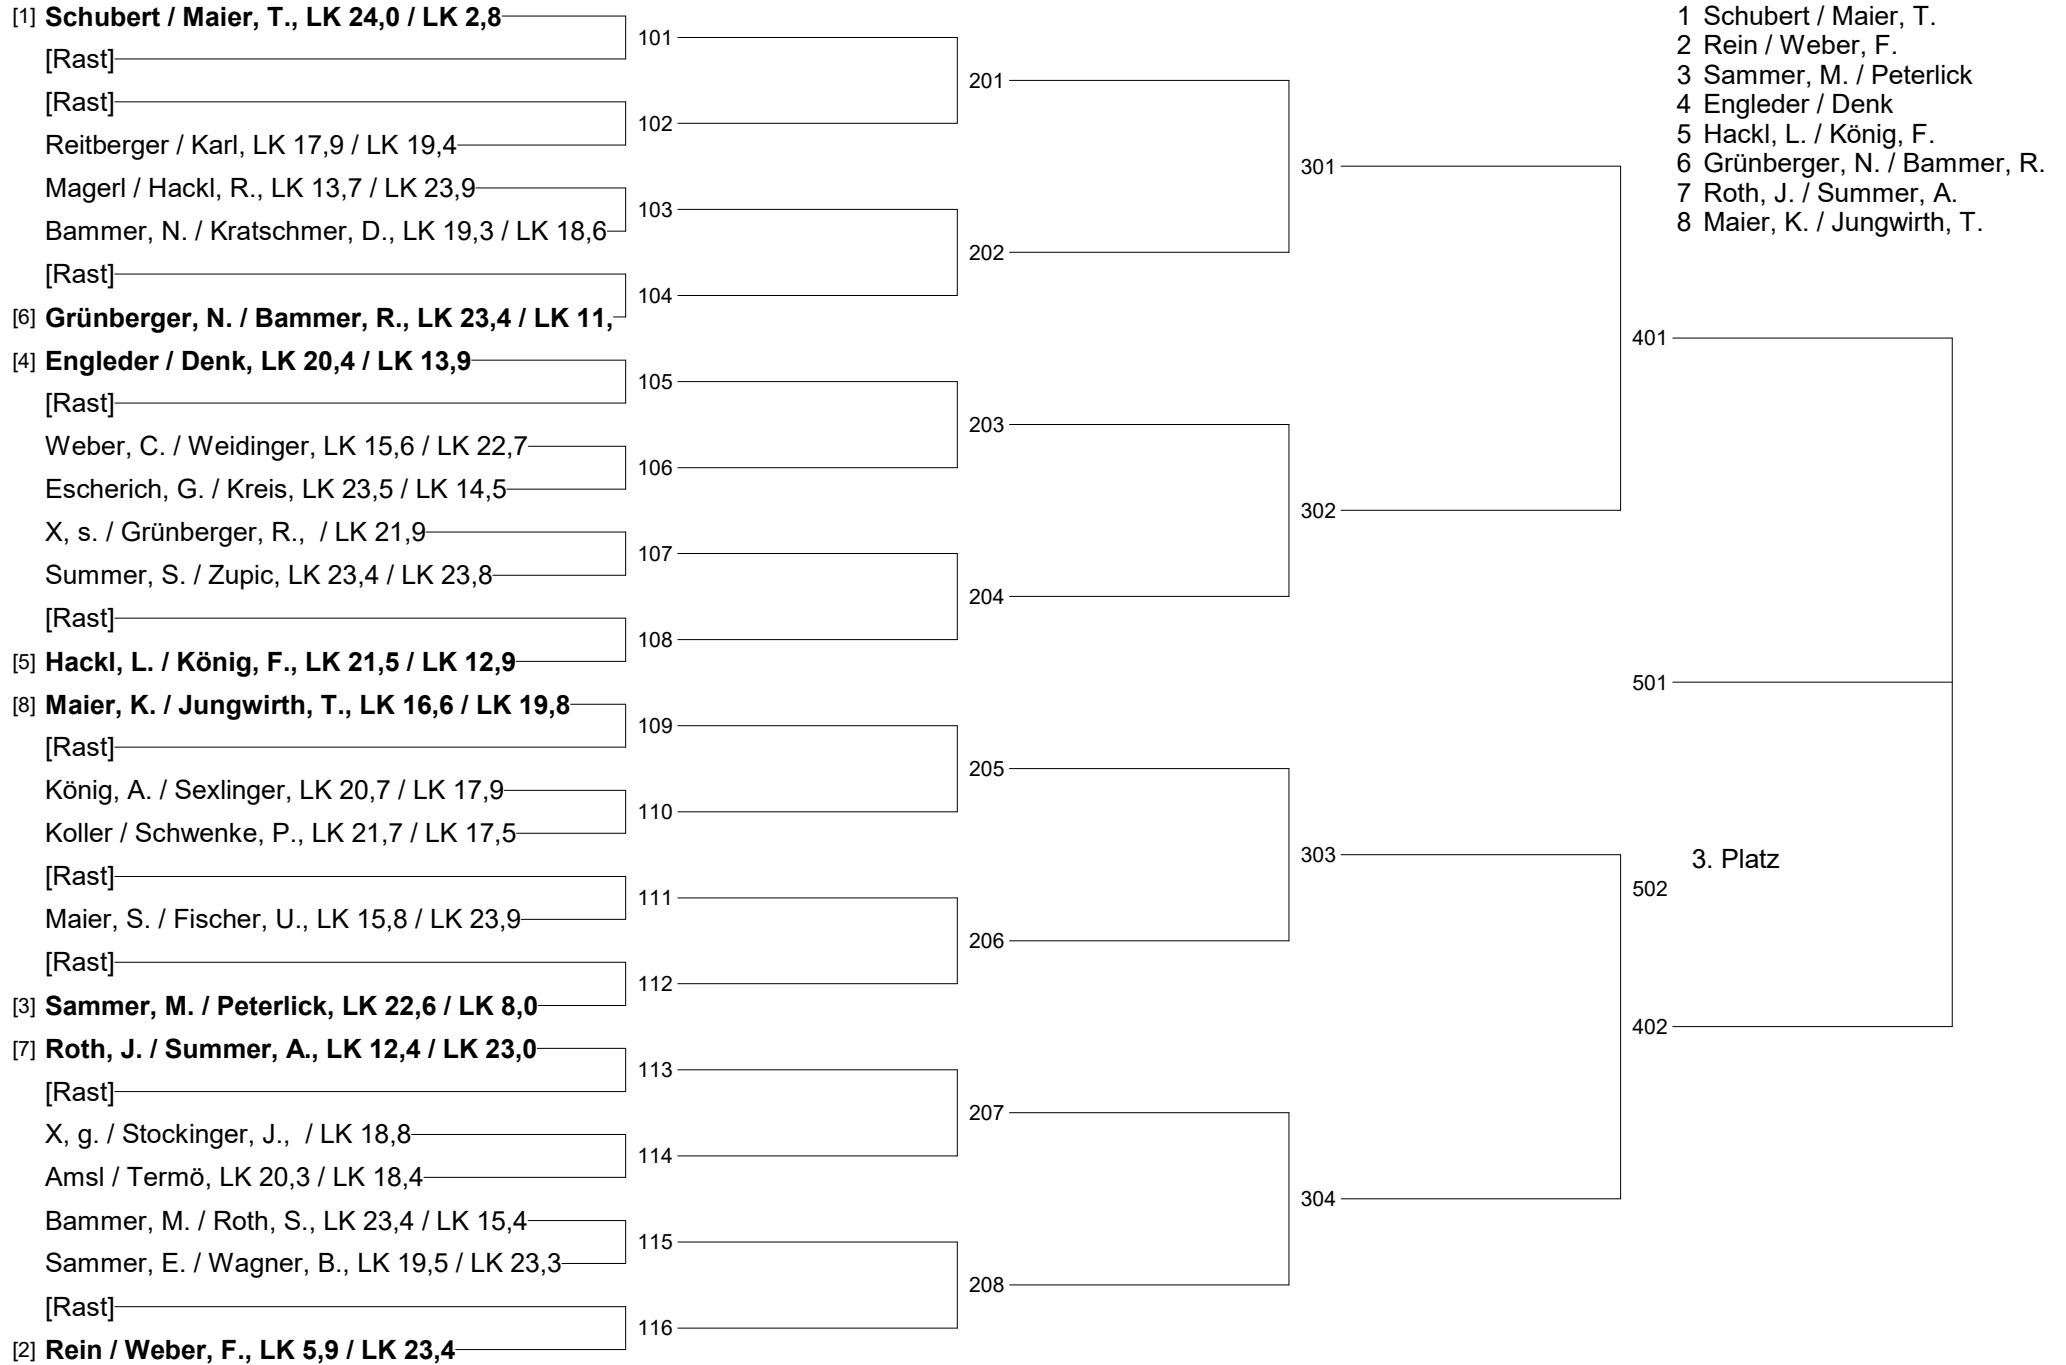 [1] Schubert / Maier, T., LK 24,0 / LK 2,8
[Rast]
[Rast]
Reitberger / Karl, LK 17,9 / LK 19,4
Magerl / Hackl, R., LK 13,7 / LK 23,9
Bammer, N. / Kratschmer, D., LK 19,3 / LK 18,6
[Rast]
[6] Grünberger, N. / Bammer, R., LK 23,4 / LK 11,
[4] Engleder / Denk, LK 20,4 / LK 13,9
[Rast]
Weber, C. / Weidinger, LK 15,6 / LK 22,7
Escherich, G. / Kreis, LK 23,5 / LK 14,5
X, s. / Grünberger, R., / LK 21,9
Summer, S. / Zupic, LK 23,4 / LK 23,8
[Rast]
[5] Hackl, L. / König, F., LK 21,5 / LK 12,9
[8] Maier, K. / Jungwirth, T., LK 16,6 / LK 19,8
[Rast]
König, A. / Sexlinger, LK 20,7 / LK 17,9
Koller / Schwenke, P., LK 21,7 / LK 17,5
[Rast]
Maier, S. / Fischer, U., LK 15,8 / LK 23,9
[Rast]
[3] Sammer, M. / Peterlick, LK 22,6 / LK 8,0
[7] Roth, J. / Summer, A., LK 12,4 / LK 23,0
[Rast]
X, g. / Stockinger, J., / LK 18,8
Amsl / Termö, LK 20,3 / LK 18,4
Bammer, M. / Roth, S., LK 23,4 / LK 15,4
Sammer, E. / Wagner, B., LK 19,5 / LK 23,3
[Rast]
[2] Rein / Weber, F., LK 5,9 / LK 23,4
101
102
103
104
105
106
107
108
109
110
111
112
113
114
115
116
201
202
203
204
205
206
207
208
301
302
303
304
401
501
3. Platz
502
402
1 Schubert / Maier, T.
2 Rein / Weber, F.
3 Sammer, M. / Peterlick
4 Engleder / Denk
5 Hackl, L. / König, F.
6 Grünberger, N. / Bammer, R.
7 Roth, J. / Summer, A.
8 Maier, K. / Jungwirth, T.